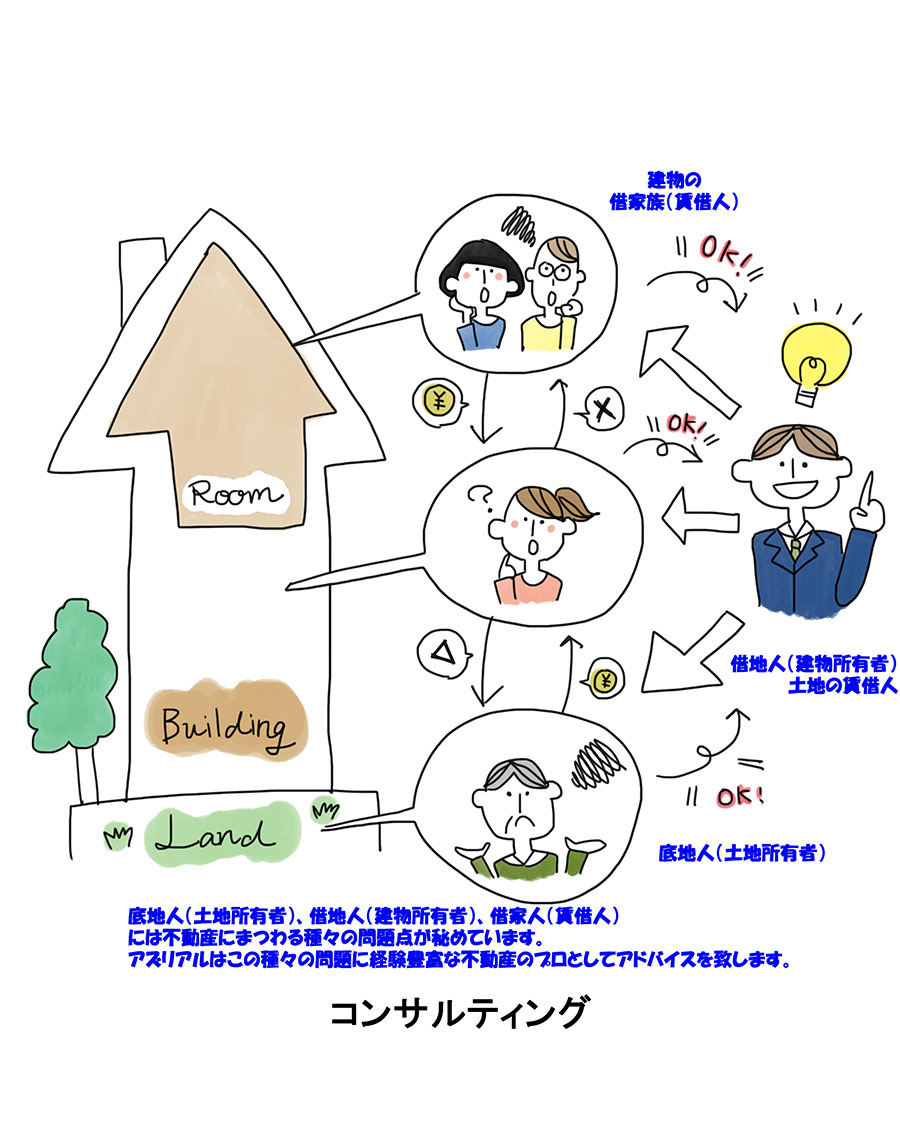 建物の
借家族(賃借人)
OK!
¥
×
OK!
Room
?
借地人(建物所有者)
土地の賃借人
△
¥
Building
OK!
Land
底地人(土地所有者)
底地人(土地所有者)、借地人(建物所有者)、借家人(賃借人)
には不動産にまつわる種々の問題点が秘めています。
アズリアルはこの種々の問題に経験豊富な不動産のプロとしてアドバイスを致します。
コンサルティング